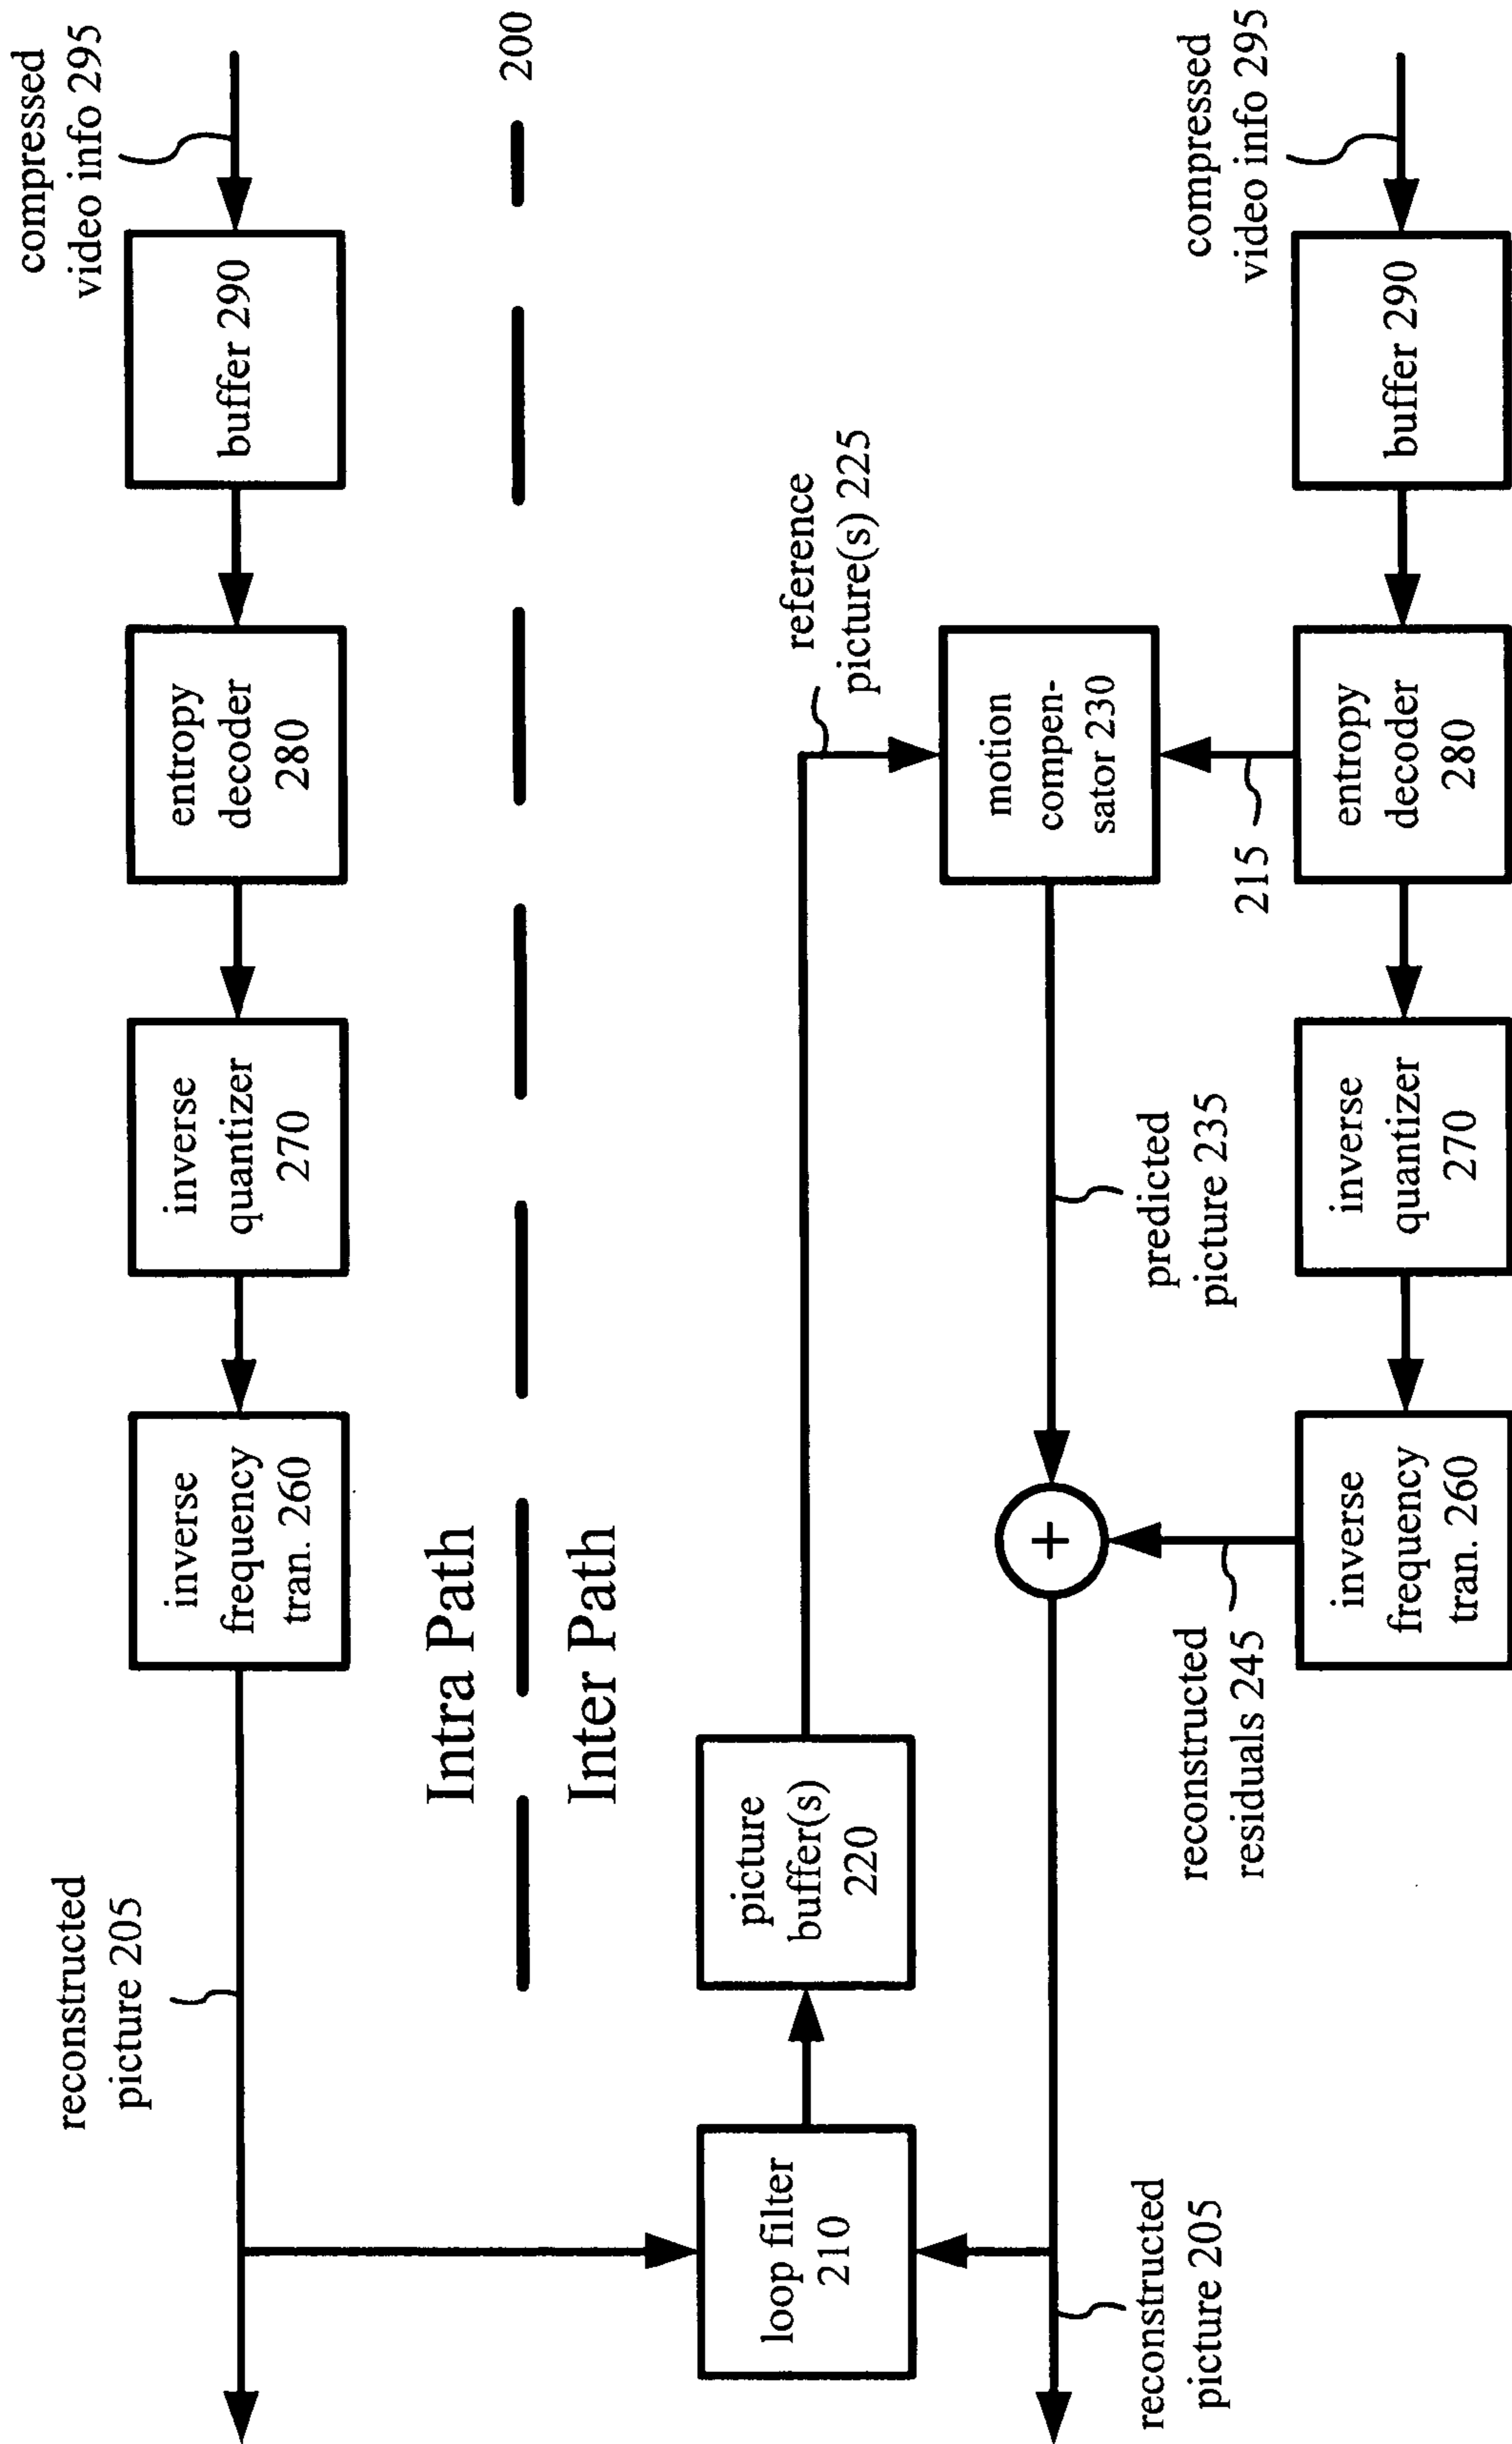 compressed
video info 295
buffer 290
entropy
decoder
280
inverse
quantizer
270
inverse
frequency
tran. 260
reconstructed
picture 205
200
Intra Path
Inter Path
reference
picture(s) 225
picture
buffer(s)
220
loop filter
210
motion
compen-
sator 230
predicted
picture 235
+
reconstructed
picture 205
215
reconstructed
residuals 245
compressed
video info 295
buffer 290
entropy
decoder
280
inverse
quantizer
270
inverse
frequency
tran. 260